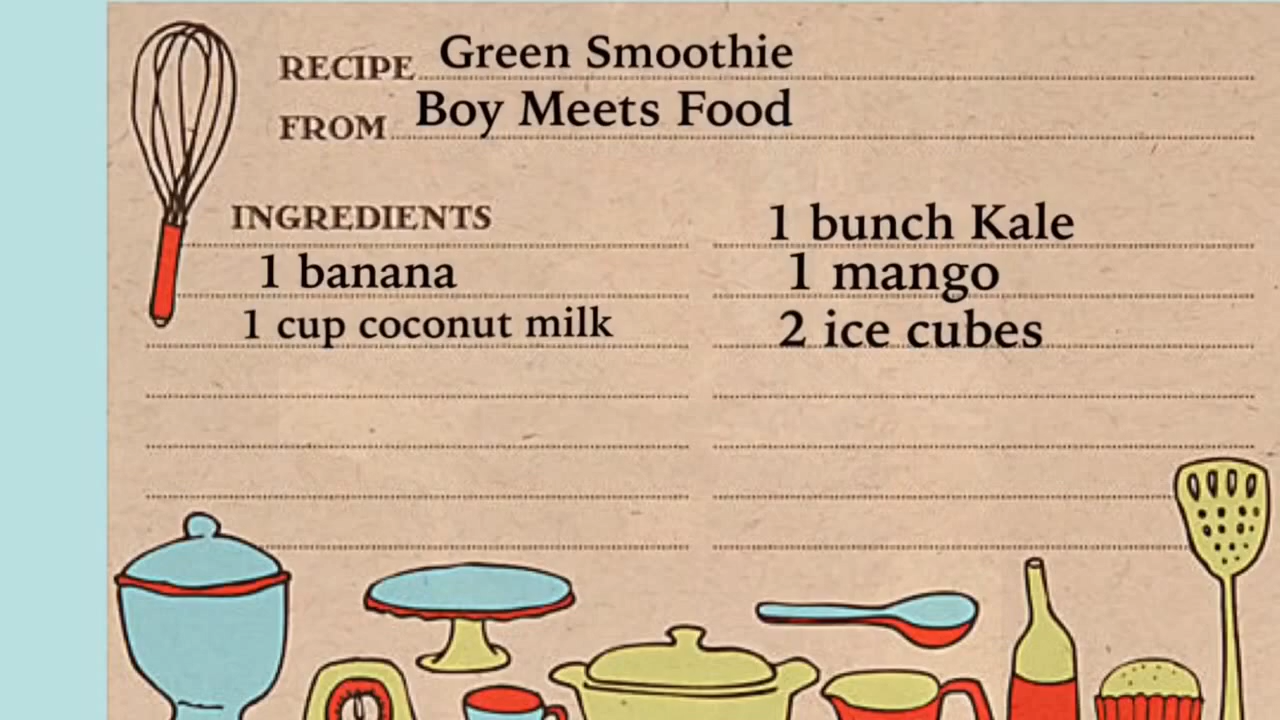 RECIPE Green Smoothie
FROM Boy Meets Food
INGREDIENTS
1 banana
1 cup coconut milk
1 bunch Kale
1 mango
2 ice cubes